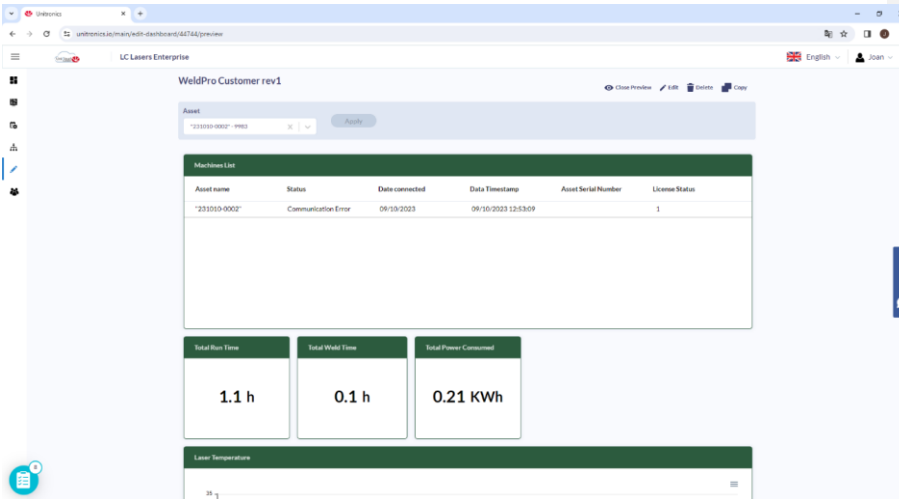 Unitronics
unitronics.io/main/edit-dashboard/44744/preview
LC Lasers Enterprise
English
Joan
WeldPro Customer rev1
Close Preview Edit Delete Copy
Asset
"231010-0002" - 9983
Apply
Machines List
Asset name Status Date connected Data Timestamp Asset Serial Number License Status
"231010-0002" Communication Error 09/10/2023 09/10/2023 12:53:09 1
Total Run Time Total Weld Time Total Power Consumed
1.1 h 0.1 h 0.21 KWh
Laser Temperature
35